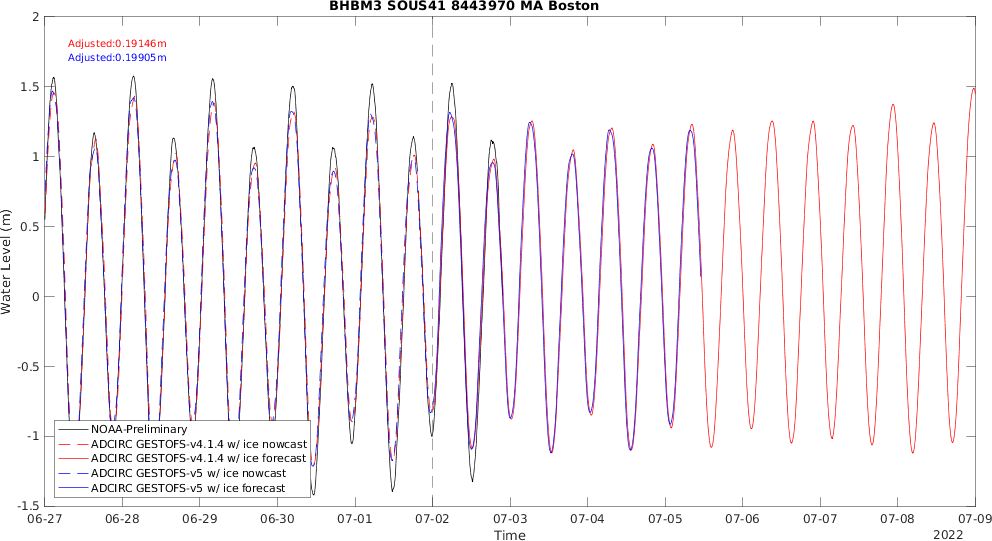 BHBM3 SOUS41 8443970 MA Boston
Adjusted:0.19146m
Adjusted:0.19905m
Water Level (m)
2
1.5
1
0.5
0
-0.5
-1
-1.5
NOAA-Preliminary
ADCIRC GESTOFS-v4.1.4 w/ ice nowcast
ADCIRC GESTOFS-v4.1.4 w/ ice forecast
ADCIRC GESTOFS-v5 w/ ice nowcast
ADCIRC GESTOFS-v5 w/ ice forecast
06-27 06-28 06-29 06-30 07-01 07-02 07-03 07-04 07-05 07-06 07-07 07-08 07-09
Time
2022